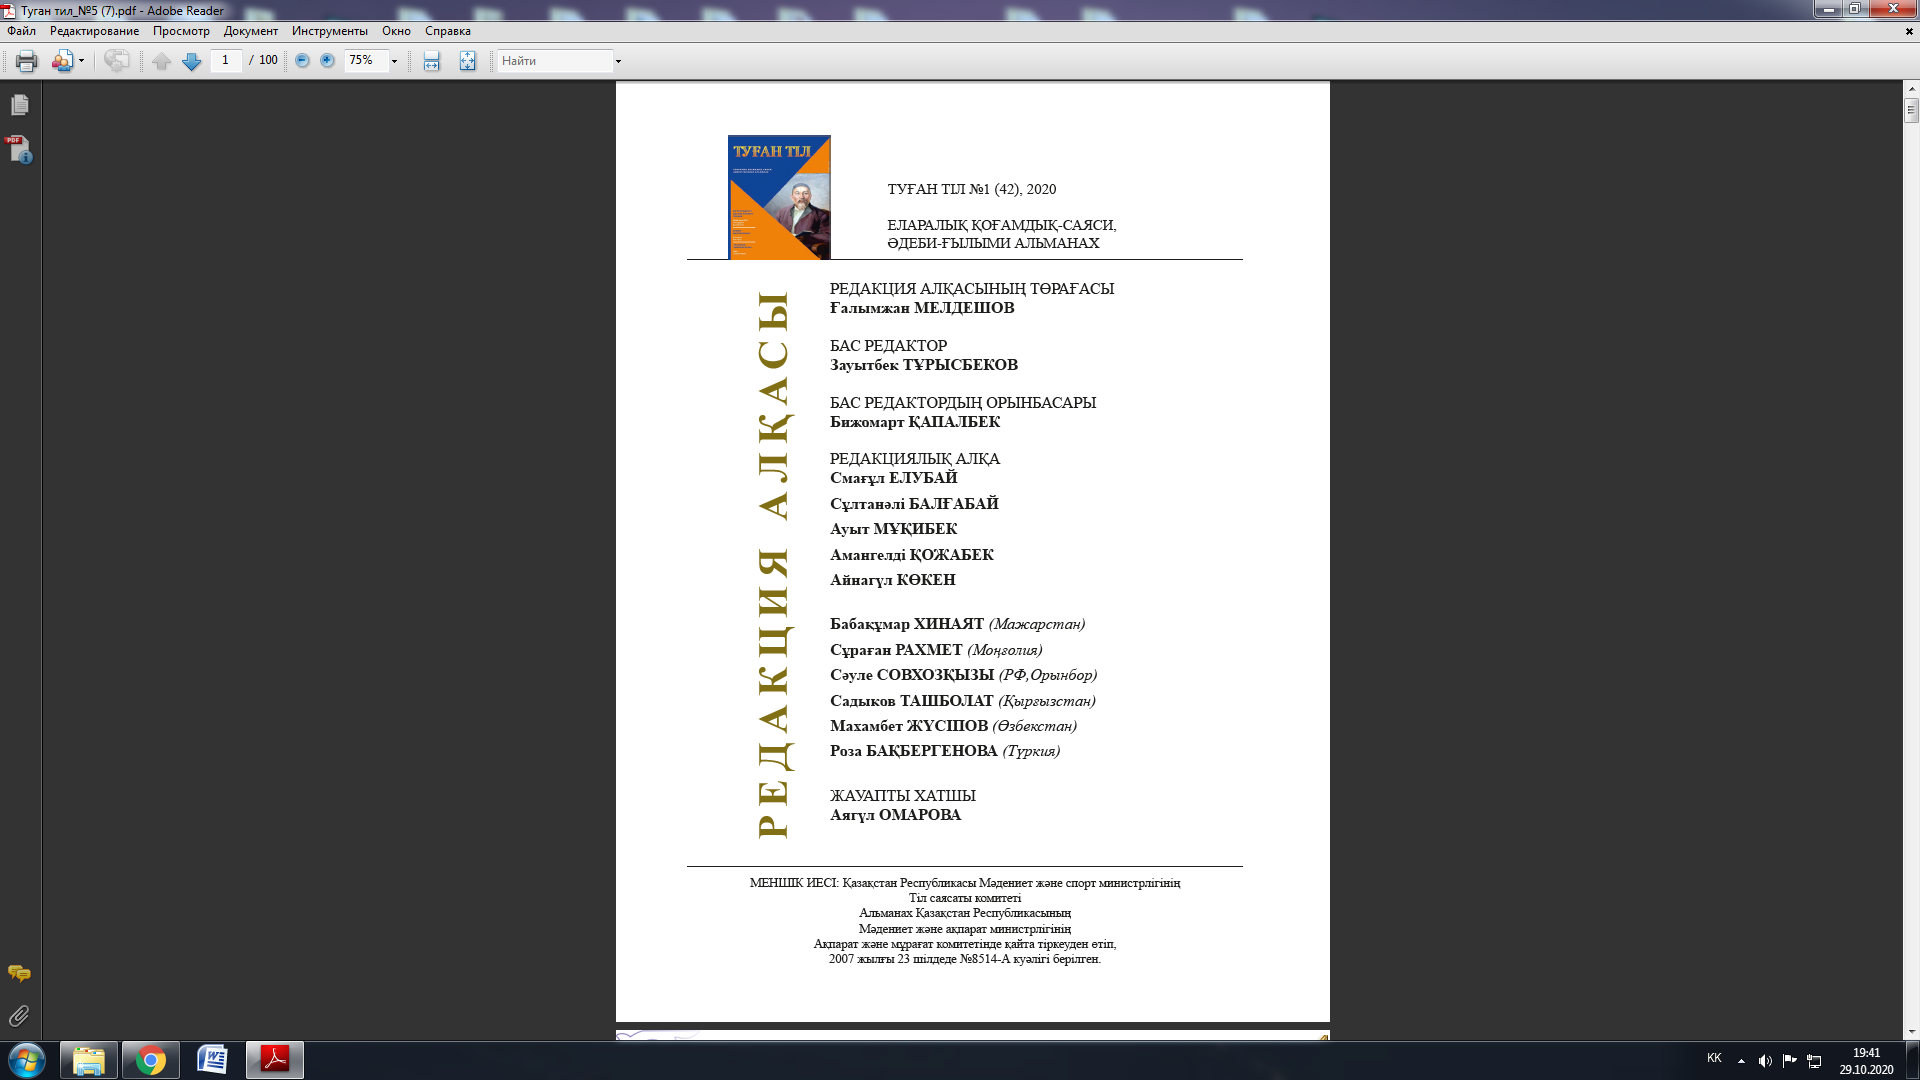 Туган тил_№5 (7).pdf - Adobe Reader
Файл Редактирование Просмотр Документ Инструменты Окно Справка
1 / 100 75% Найти
ТУҒАН ТІЛ
ТУҒАН ТІЛ №1 (42), 2020
ЕЛАРАЛЫҚ ҚОҒАМДЫҚ-САЯСИ,
ӘДЕБИ-ҒЫЛЫМИ АЛЬМАНАХ
РЕДАКЦИЯ АЛҚАСЫ
РЕДАКЦИЯ АЛҚАСЫНЫҢ ТӨРАҒАСЫ
Ғалымжан МЕЛДЕШОВ
БАС РЕДАКТОР
Зауытбек ТҰРЫСБЕКОВ
БАС РЕДАКТОРДЫҢ ОРЫНБАСАРЫ
Бижомарт ҚАПАЛБЕК
РЕДАКЦИЯЛЫҚ АЛҚА
Смағұл ЕЛУБАЙ
Сұлтанәлі БАЛҒАБАЙ
Ауыт МҰҚИБЕК
Амангелді ҚОЖАБЕК
Айнагүл КӨКЕН
Бабақұмар ХИНАЯТ (Мажарстан)
Сұраған РАХМЕТ (Моңғолия)
Сәуле СОВХОЗҚЫЗЫ (РФ,Орынбор)
Садыков ТАШБОЛАТ (Қырғызстан)
Махамбет ЖҮСІПОВ (Өзбекстан)
Роза БАҚБЕРГЕНОВА (Түркия)
ЖАУАПТЫ ХАТШЫ
Аягүл ОМАРОВА
МЕНШІК ИЕСІ: Қазақстан Республикасы Мәдениет және спорт министрлігінің
Тіл саясаты комитеті
Альманах Қазақстан Республикасының
Мәдениет және ақпарат министрлігінің
Ақпарат және мұрағат комитетінде қайта тіркеуден өтіп,
2007 жылғы 23 шілдеде №8514-А куәлігі берілген.
KK
19:41
29.10.2020